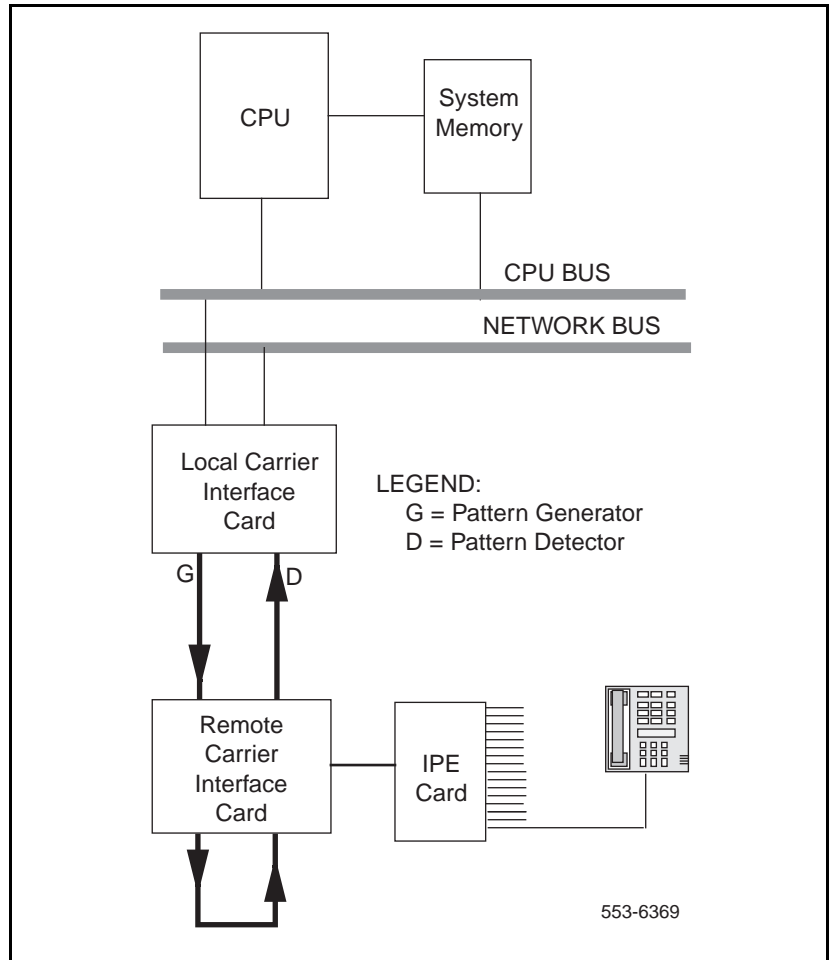 CPU
System
Memory
CPU BUS
NETWORK BUS
Local Carrier
Interface
Card
LEGEND:
G = Pattern Generator
D = Pattern Detector
G
D
Remote
Carrier
Interface
Card
IPE
Card
553-6369